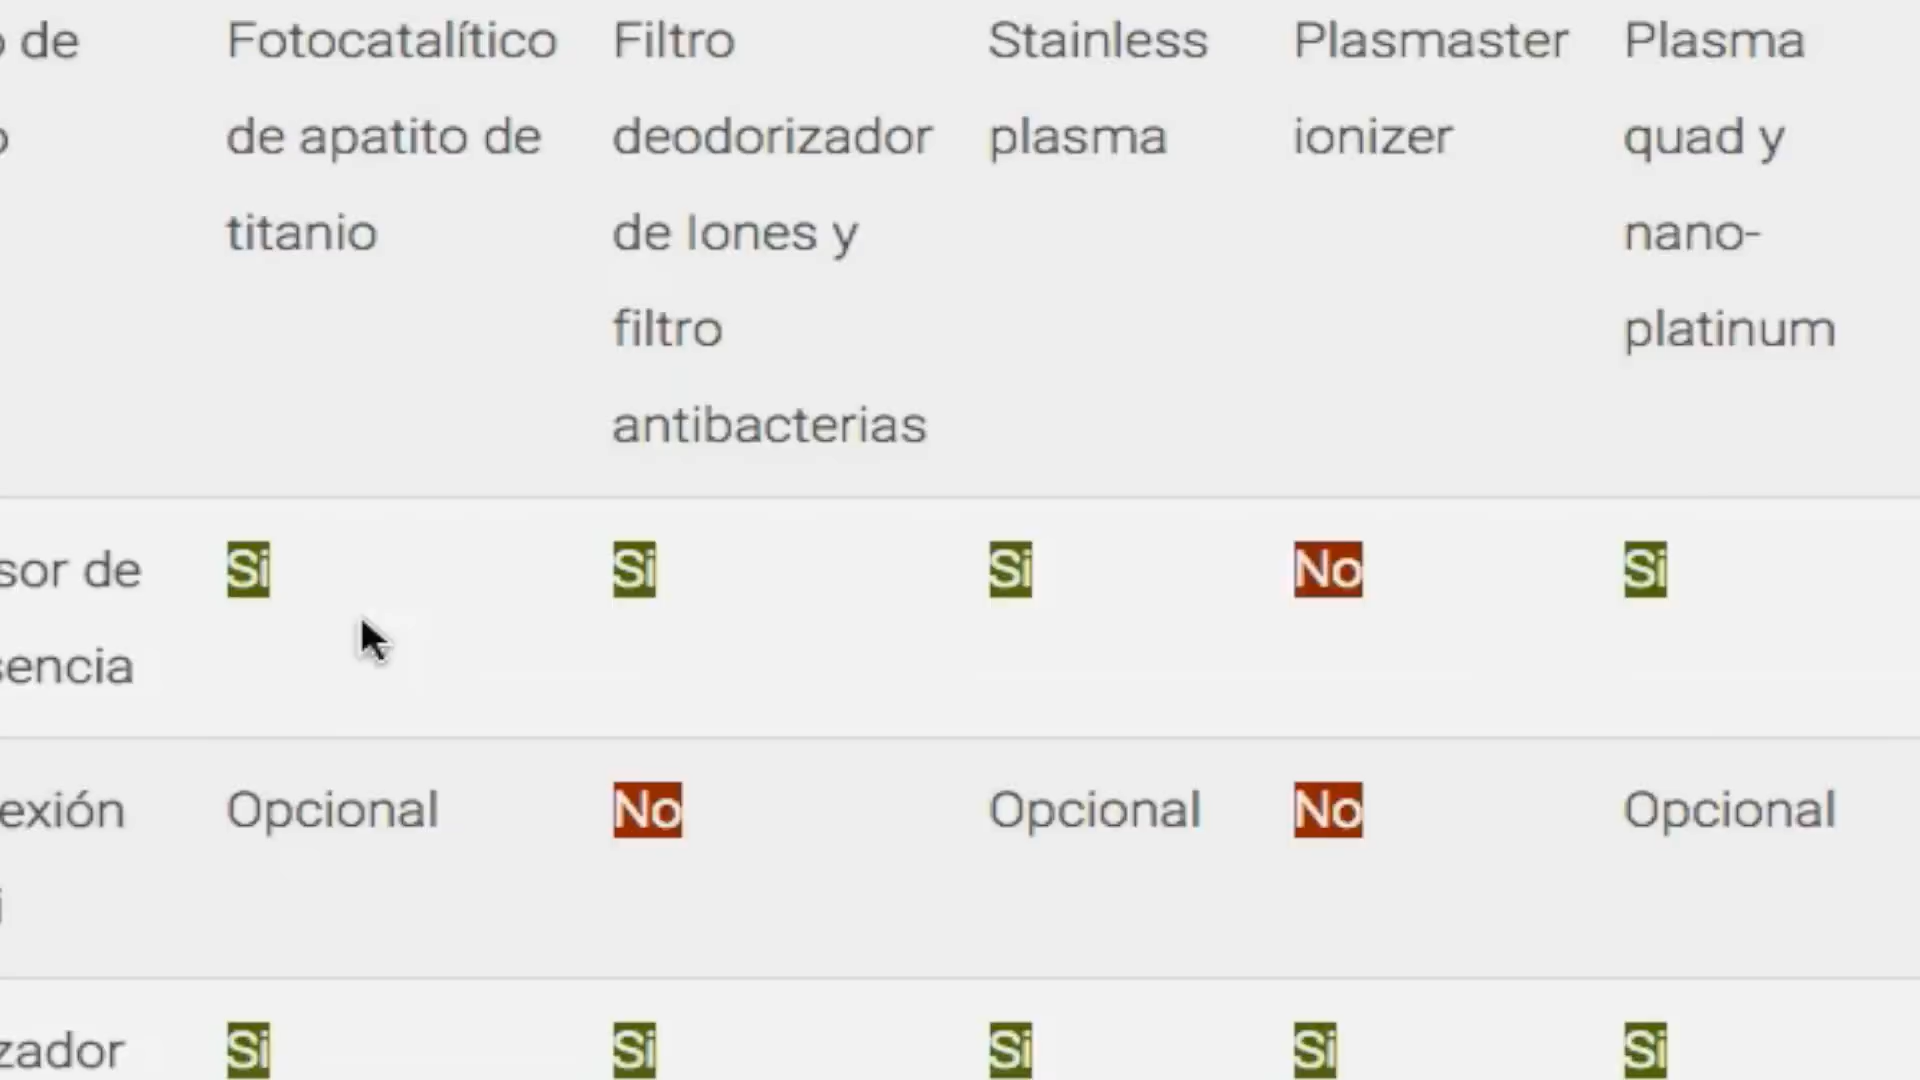 de Fotocatalítico Filtro Stainless Plasmaster Plasma
de apatito de deodorizador plasma ionizer quad y
titanio de Iones y nano-
filtro platinum
antibacterias
sor de Si Si Si No Si
sencia
exión Opcional No Opcional No Opcional
zador Si Si Si Si Si